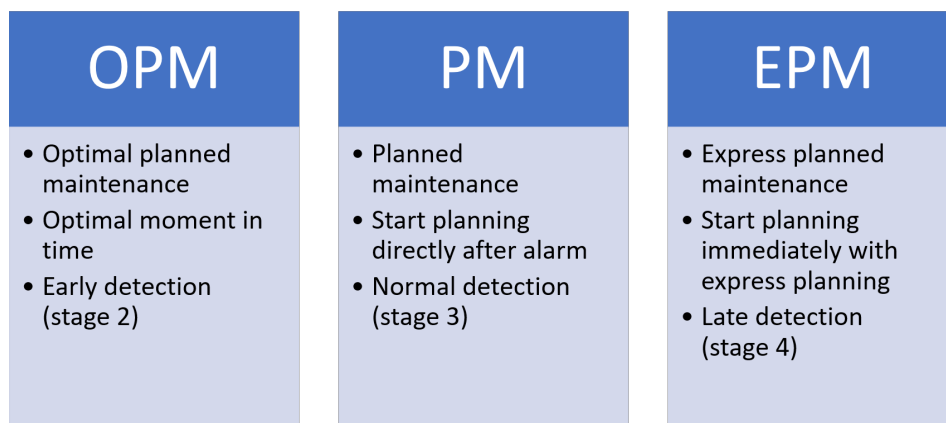 OPM
• Optimal planned
maintenance
• Optimal moment in
time
• Early detection
(stage 2)
PM
• Planned
maintenance
• Start planning
directly after alarm
• Normal detection
(stage 3)
EPM
• Express planned
maintenance
• Start planning
immediately with
express planning
• Late detection
(stage 4)